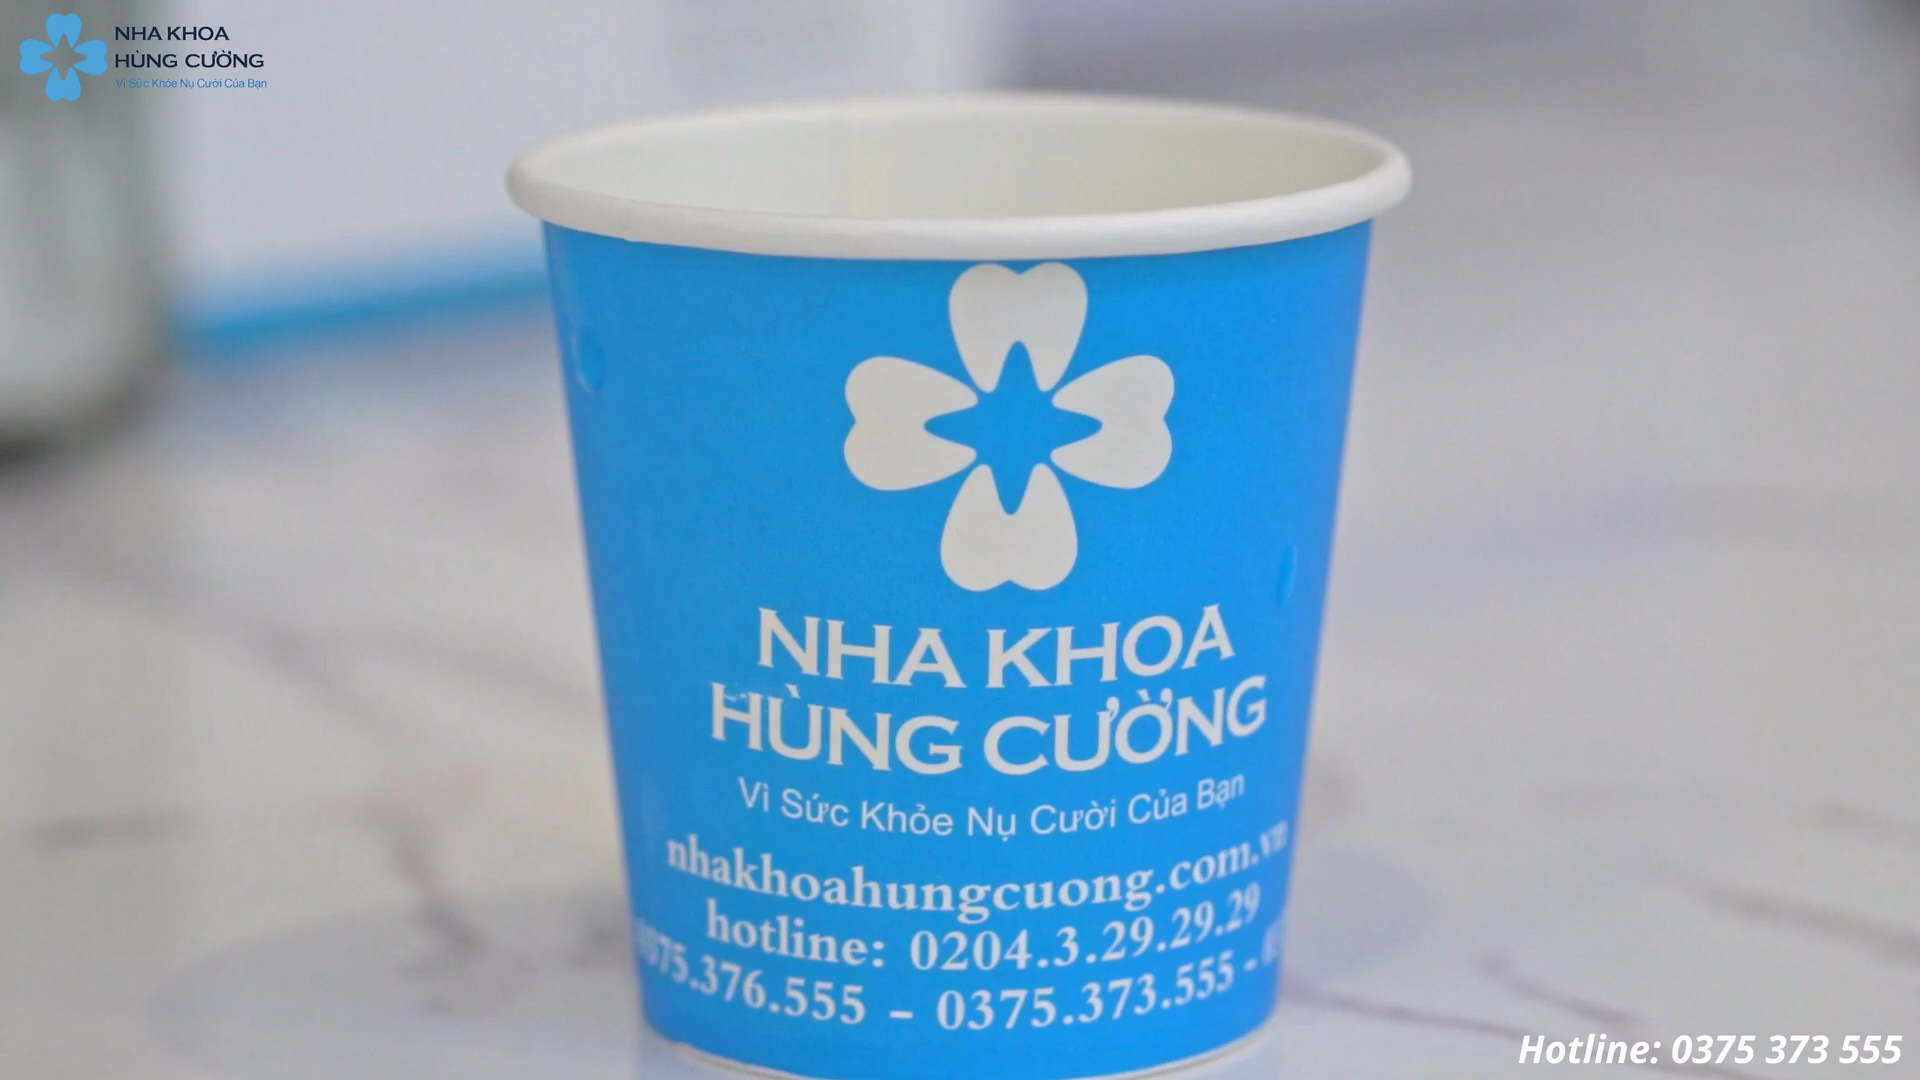 NHA KHOA
HÙNG CƯỜNG
Vì Sức Khỏe Nụ Cười Của Bạn
NHA KHOA
HÙNG CƯỜNG
Vì Sức Khỏe Nụ Cười Của Bạn
nhakhoahungcuong.com.vn
hotline: 0204.3.29.29.29
0375.376.555 - 0375.373.555 -
Hotline: 0375 373 555